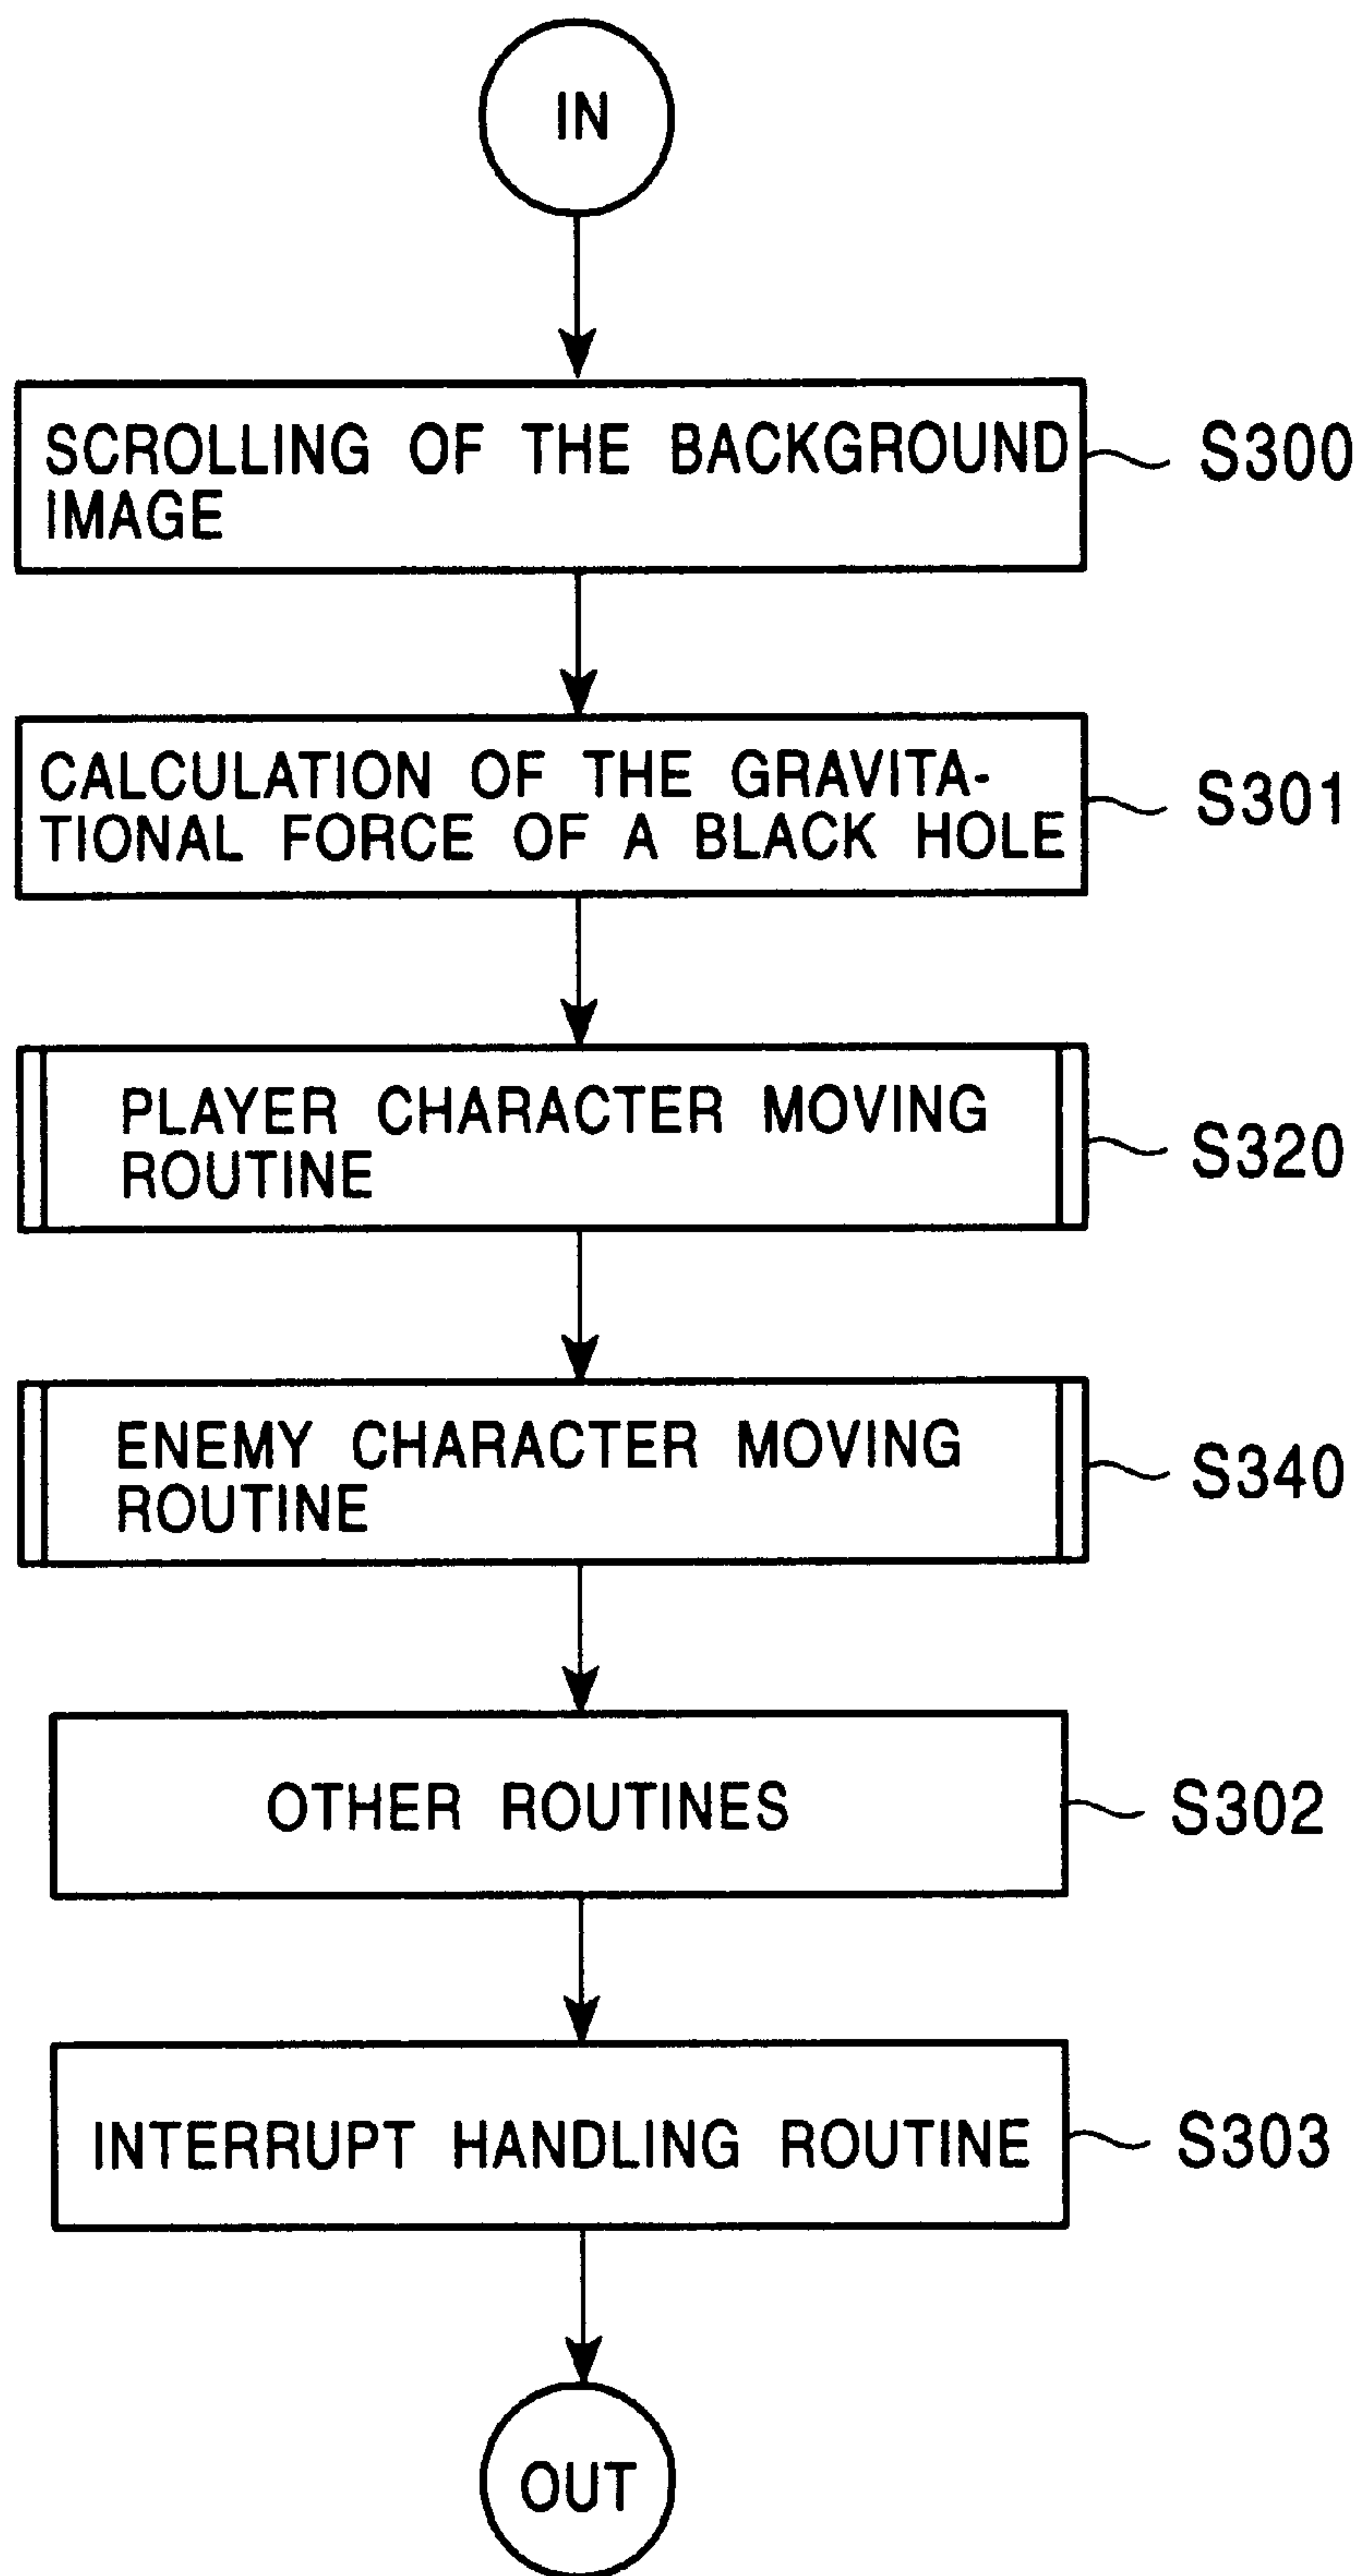 IN
SCROLLING OF THE BACKGROUND
IMAGE
S300
CALCULATION OF THE GRAVITA-
TIONAL FORCE OF A BLACK HOLE
S301
PLAYER CHARACTER MOVING
ROUTINE
S320
ENEMY CHARACTER MOVING
ROUTINE
S340
OTHER ROUTINES
S302
INTERRUPT HANDLING ROUTINE
S303
OUT